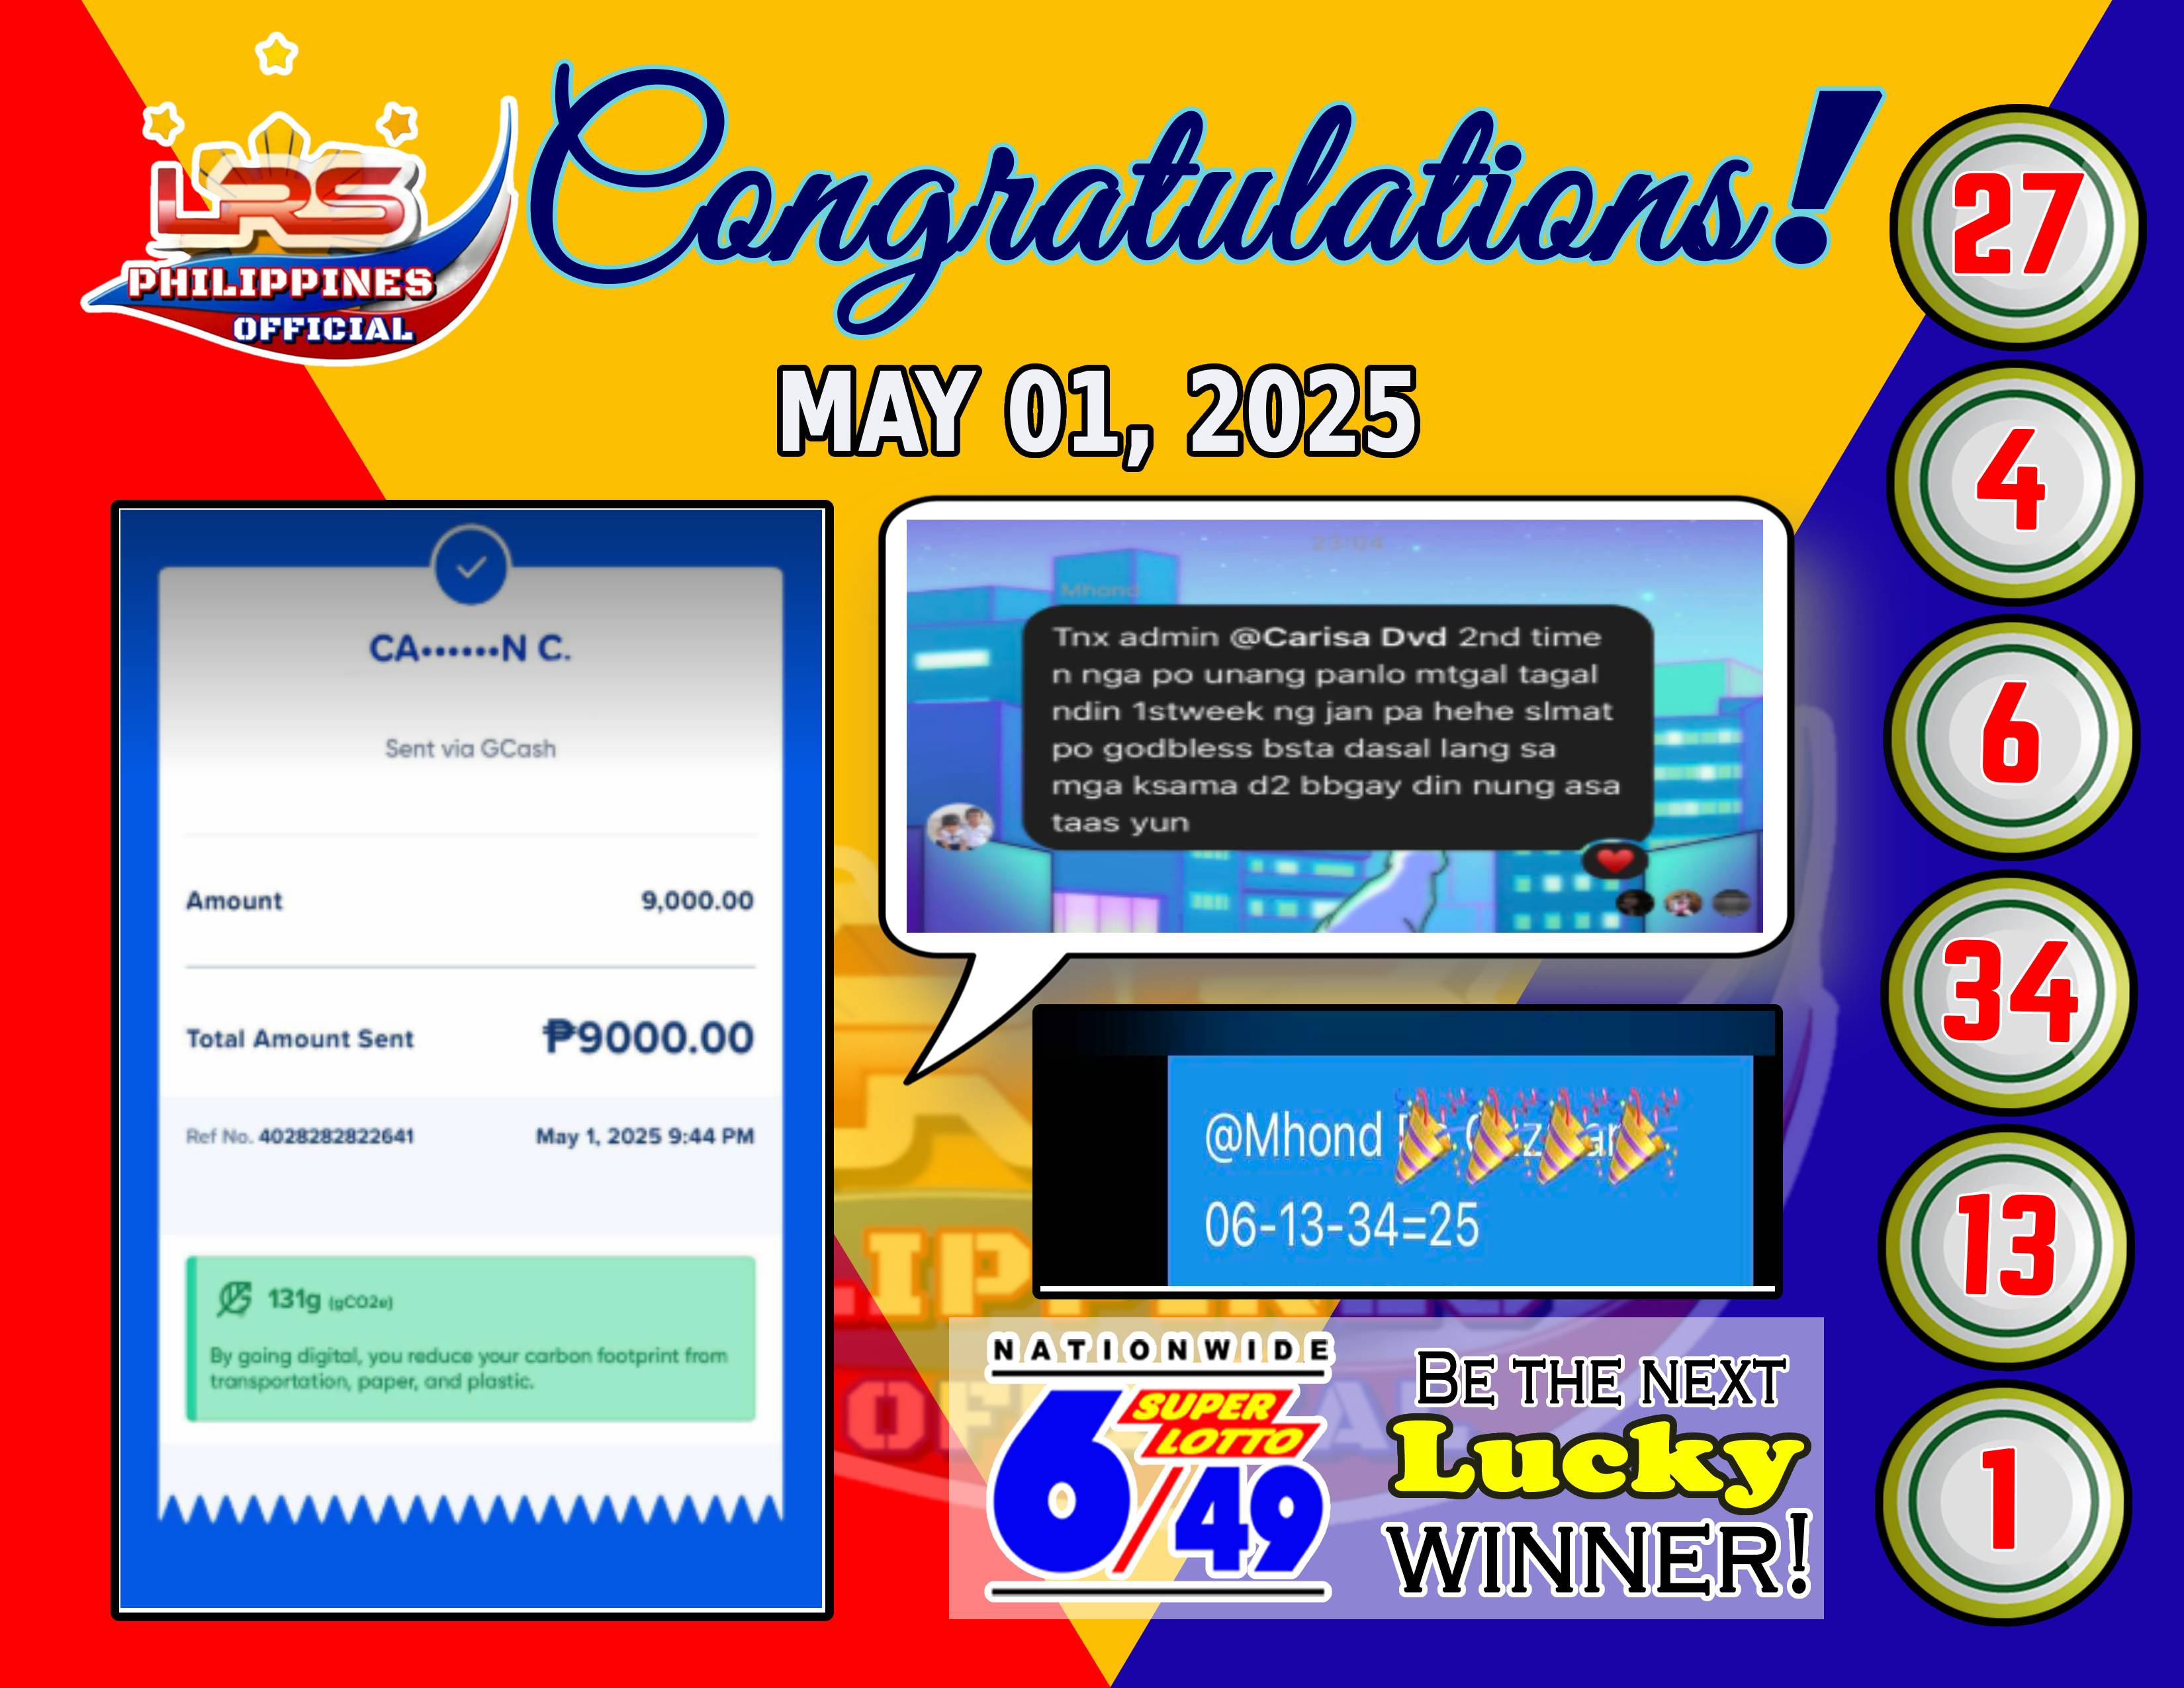 LRS
PHILIPPINES
OFFICIAL
Congratulations!
MAY 01, 2025
CA••••••N C.
Sent via GCash
Amount 9,000.00
Total Amount Sent ₱9000.00
Ref No. 4028282822641 May 1, 2025 9:44 PM
131g (gCO2e)
By going digital, you reduce your carbon footprint from
transportation, paper, and plastic.
23:04
Mhond
Tnx admin @Carisa Dvd 2nd time
n nga po unang panlo mtgal tagal
ndin 1stweek ng jan pa hehe slmat
po godbless bsta dasal lang sa
mga ksama d2 bbgay din nung asa
taas yun
@Mhond
06-13-34=25
NATIONWIDE
SUPER
LOTTO
6/49
BE THE NEXT
Lucky
WINNER!
27
4
6
34
13
1